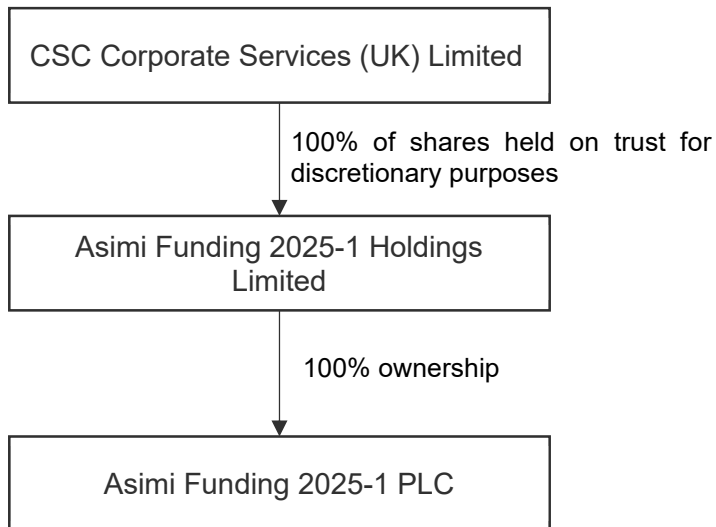 CSC Corporate Services (UK) Limited
100% of shares held on trust for
discretionary purposes
Asimi Funding 2025-1 Holdings
Limited
100% ownership
Asimi Funding 2025-1 PLC